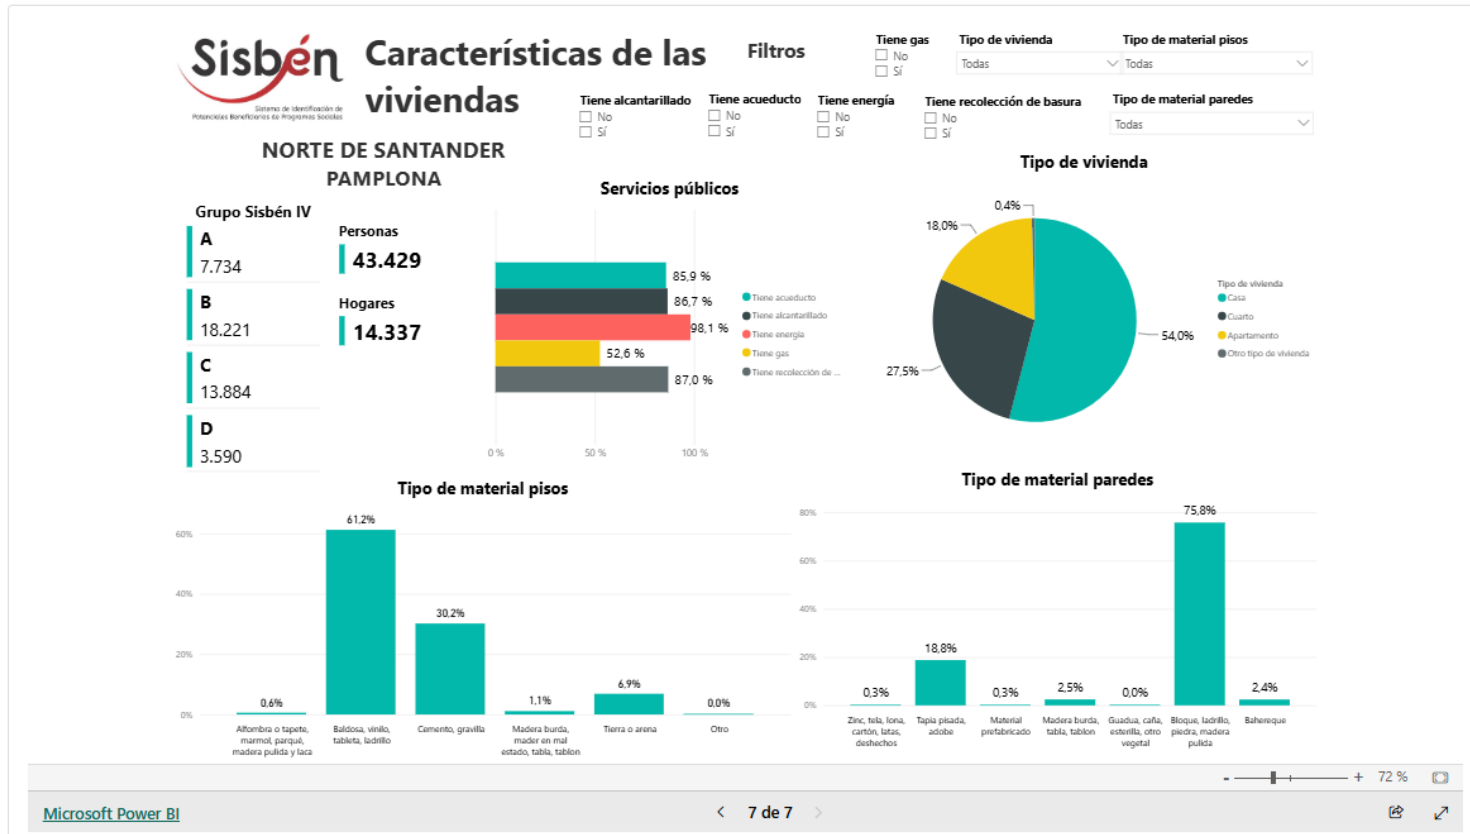 Sisbén
Sistema de Identificación de
Potenciales Beneficiarios de Programas Sociales
Características de las
viviendas
NORTE DE SANTANDER
PAMPLONA
Filtros
Tiene gas
No
Sí
Tipo de vivienda
Todas
Tipo de material pisos
Todas
Tiene alcantarillado
No
Sí
Tiene acueducto
No
Sí
Tiene energía
No
Sí
Tiene recolección de basura
No
Sí
Tipo de material paredes
Todas
Grupo Sisbén IV
A
7.734
B
18.221
C
13.884
D
3.590
Personas
43.429
Hogares
14.337
Servicios públicos
85,9 %
86,7 %
98,1 %
52,6 %
87,0 %
0 %
50 %
100 %
Tiene acueducto
Tiene alcantarillado
Tiene energía
Tiene gas
Tiene recolección de ...
Tipo de vivienda
0,4%
18,0%
27,5%
54,0%
Tipo de vivienda
Casa
Cuarto
Apartamento
Otro tipo de vivienda
Tipo de material pisos
60%
40%
20%
0%
0,6%
61,2%
30,2%
1,1%
6,9%
0,0%
Alfombra o tapete,
marmol, parqué,
madera pulida y laca
Baldosa, vinilo,
tableta, ladrillo
Cemento, gravilla
Madera burda,
mader en mal
estado, tabla, tablon
Tierra o arena
Otro
Tipo de material paredes
80%
60%
40%
20%
0%
0,3%
18,8%
0,3%
2,5%
0,0%
75,8%
2,4%
Zinc, tela, lona,
cartón, latas,
deshechos
Tapia pisada,
adobe
Material
prefabricado
Madera burda,
tabla, tablon
Guadua, caña,
esterilla, otro
vegetal
Bloque, ladrillo,
piedra, madera
pulida
Bahereque
- + 72 %
Microsoft Power BI
7 de 7